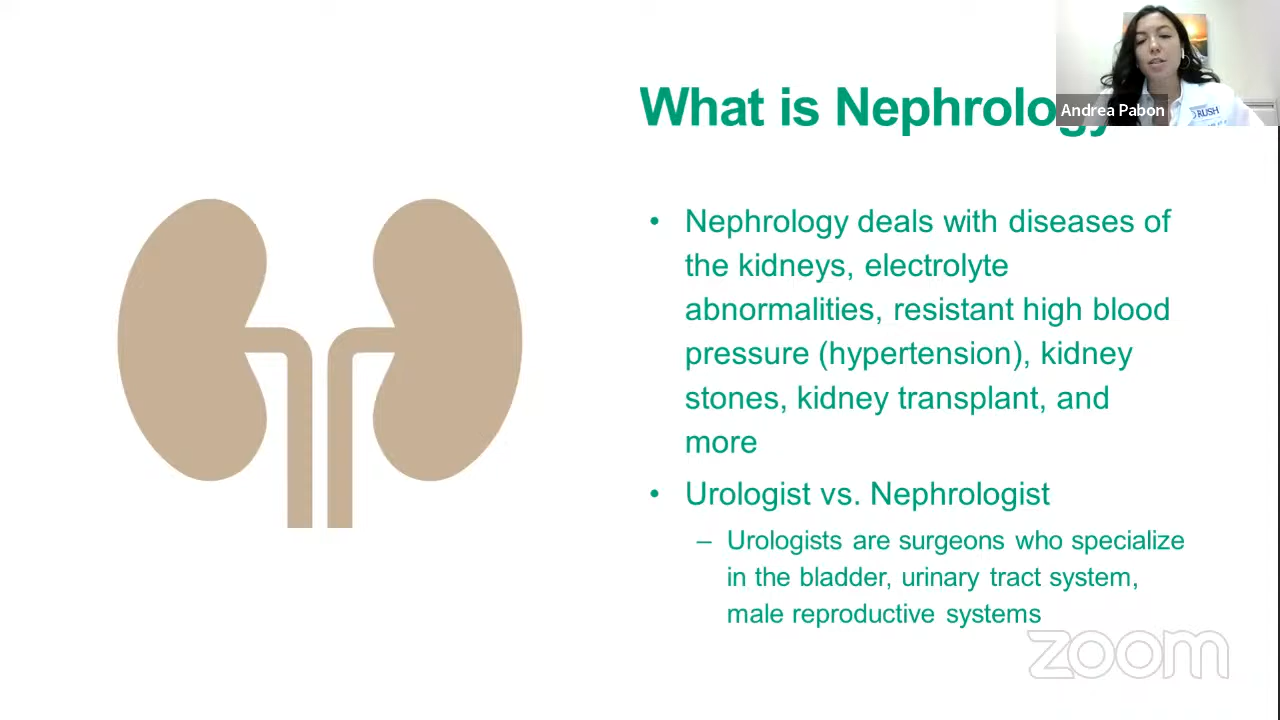 What is Nephrology
Andrea Pabon
RUSH
• Nephrology deals with diseases of
the kidneys, electrolyte
abnormalities, resistant high blood
pressure (hypertension), kidney
stones, kidney transplant, and
more
• Urologist vs. Nephrologist
– Urologists are surgeons who specialize
in the bladder, urinary tract system,
male reproductive systems
zoom